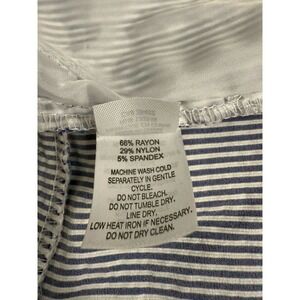 66% RAYON
29% NYLON
5% SPANDEX
MACHINE WASH COLD
SEPARATELY IN GENTLE
CYCLE.
DO NOT BLEACH.
DO NOT TUMBLE DRY.
LINE DRY.
LOW HEAT IRON IF NECESSARY.
DO NOT DRY CLEAN.